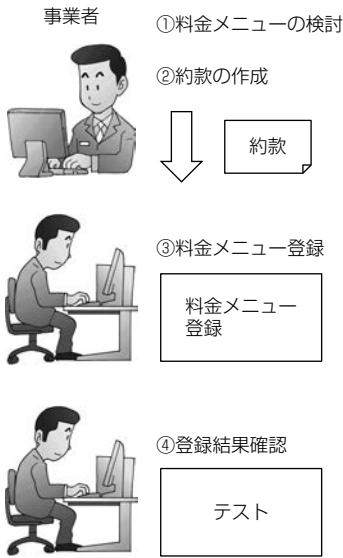 事業者
①料金メニューの検討
②約款の作成
約款
③料金メニュー登録
料金メニュー
登録
④登録結果確認
テスト